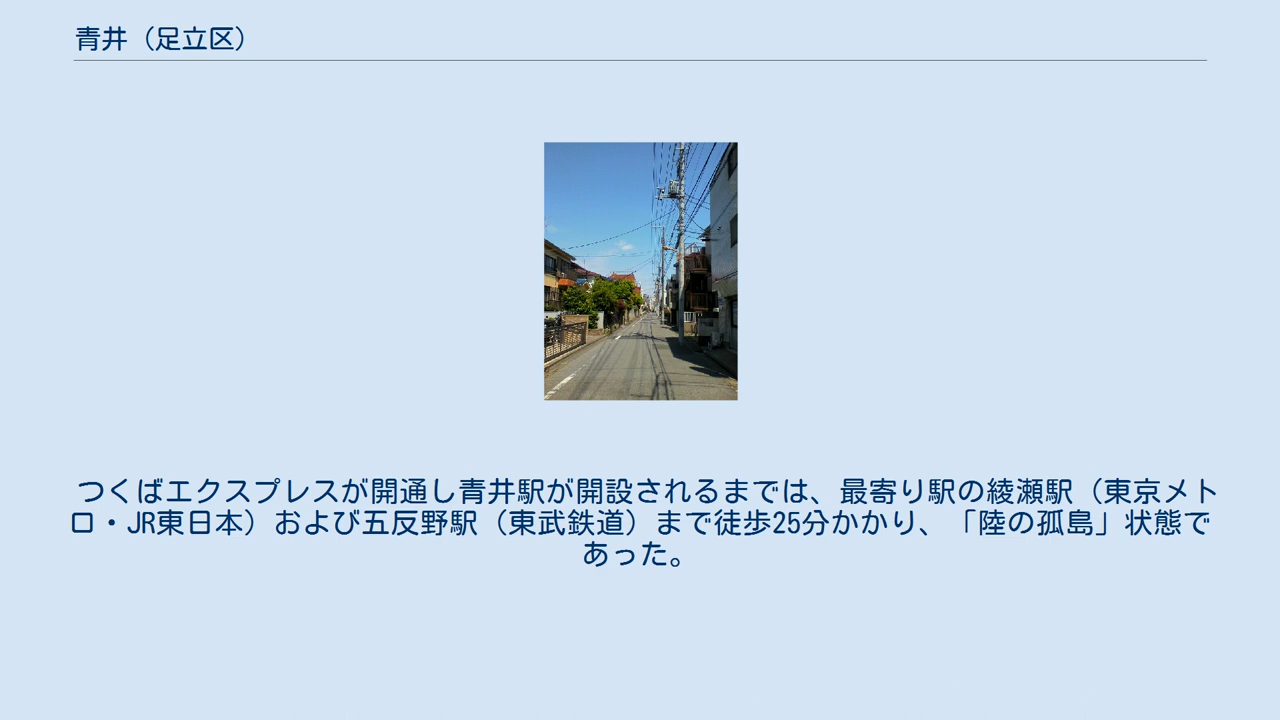 青井（足立区）
つくばエクスプレスが開通し青井駅が開設されるまでは、最寄り駅の綾瀬駅（東京メト
ロ・JR東日本）および五反野駅（東武鉄道）まで徒歩25分かかり、「陸の孤島」状態で
あった。